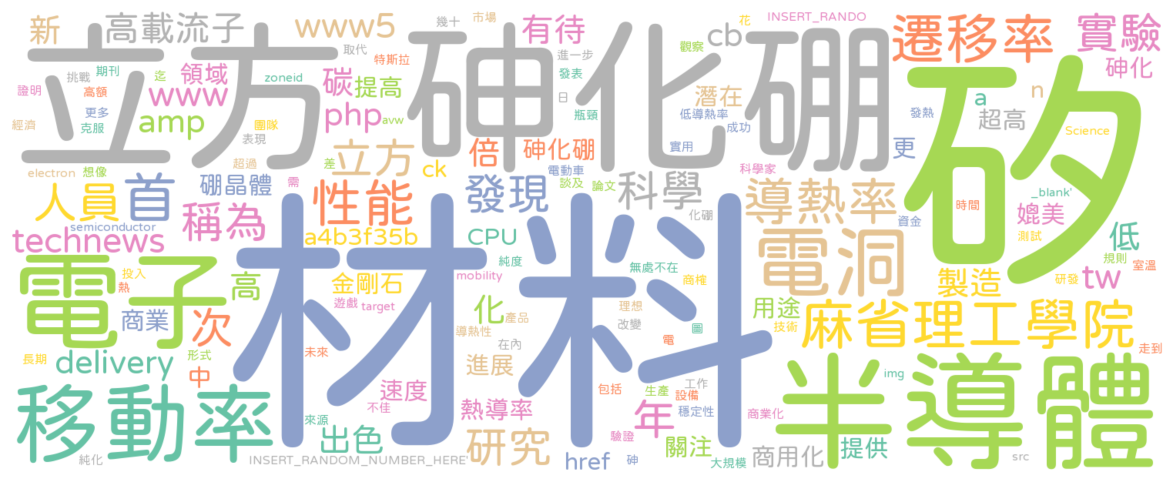 新
高載流子
www5
有待
cb
INSERT_RANDO
遷移率
實驗
立方
砷化硼
矽
幾十
市場
取代
進一步
特斯拉
觀察
花
挑戰
期刊
領域
zoneid
碳
提高
發表
砷化
證明
高額
www
日
潛在
a
n
更多
php
瓶頸
低導熱率
發熱
超高
經濟
克服
amp
團隊
avw
成功
Science
表現
立方
倍
砷化硼
實用
更
electron
想像
超過
差
ck
電動車
科學家
人員
首
硼晶體
需
性能
發現
談及
論文
科學
導熱率
_blank'
時間
媲美
稱為
化硼
資金
semiconductor
technews
a4b3f35b
CPU
電洞
測試
低
電子
材料
投入
熱
高
金剛石
純度
mobility
無處不在
商榷
規則
室溫
研發
製造
tw
遊戲
target
化
產品
理想
用途
麻省理工學院
商業
次
導熱性
改變
圖
技術
長期
形式
delivery
未來
在內
進展
電
走到
中
移動率
速度
包括
生產
工作
設備
半導體
img
來源
不佳
熱導率
年
穩定性
商業化
純化
出色
研究
驗證
關注
提供
INSERT_RANDOM_NUMBER_HERE'
href
砷
大規模
商用化
src